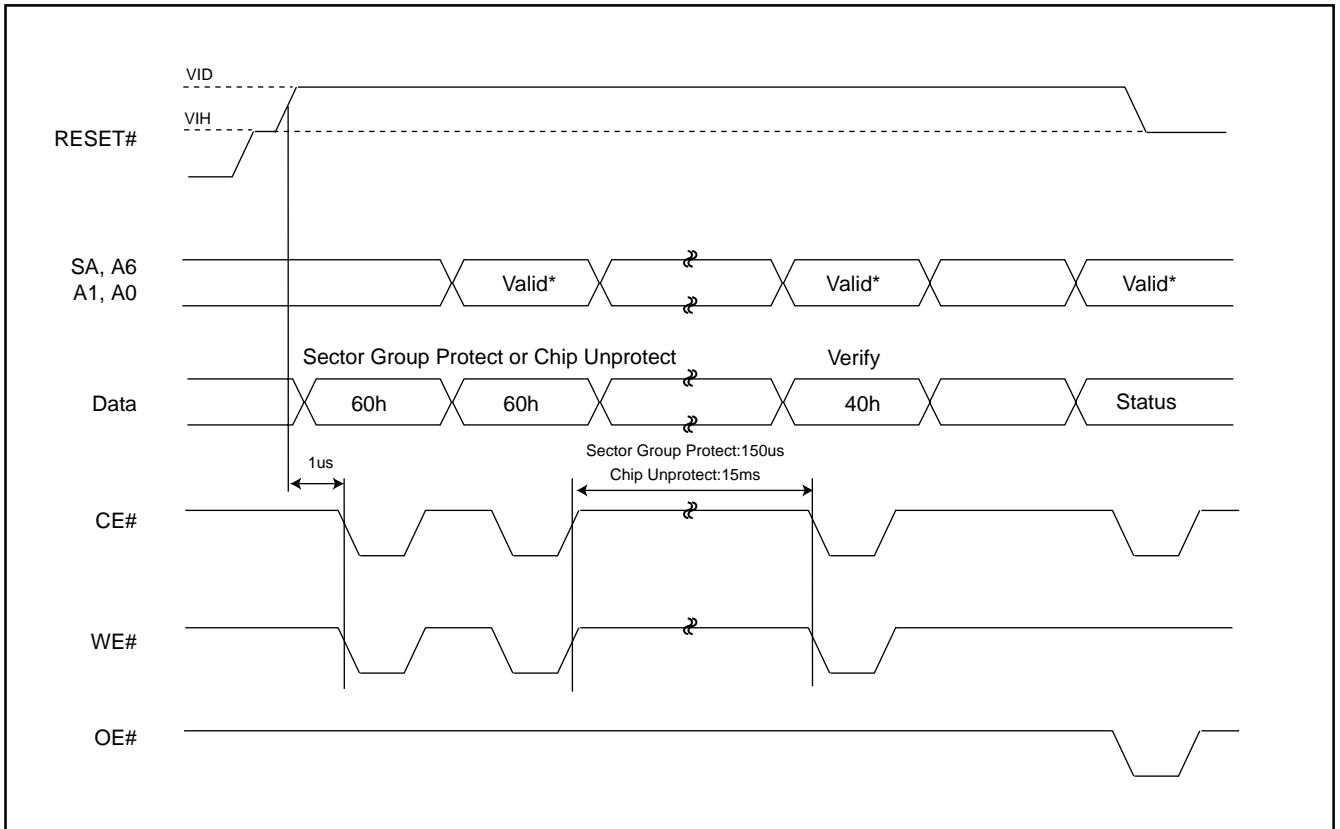 VID
VIH
RESET#
SA, A6
A1, A0
Valid*
Valid*
Valid*
Sector Group Protect or Chip Unprotect
Verify
Data
60h
60h
40h
Status
Sector Group Protect:150us
1us
Chip Unprotect:15ms
CE#
WE#
OE#